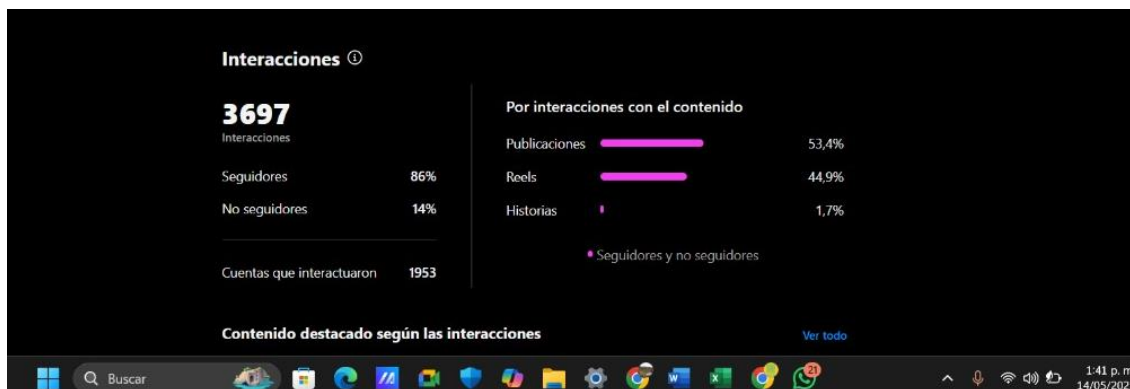 Interacciones
3697
Interacciones
Seguidores 86%
No seguidores 14%
Cuentas que interactuaron 1953
Por interacciones con el contenido
Publicaciones 53,4%
Reels 44,9%
Historias 1,7%
Seguidores y no seguidores
Contenido destacado según las interacciones
Ver todo
Buscar
21
1:41 p. m
14/05/202